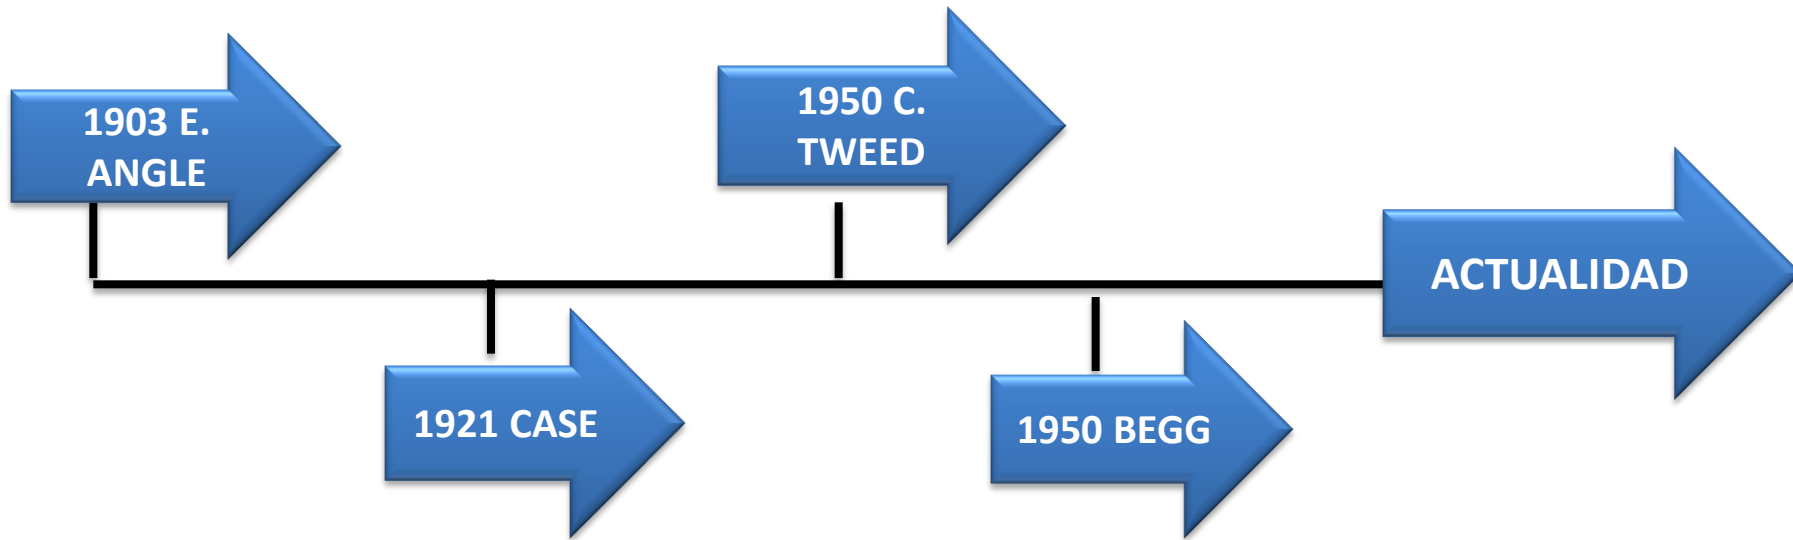 1903 E.
ANGLE
1921 CASE
1950 C.
TWEED
1950 BEGG
ACTUALIDAD